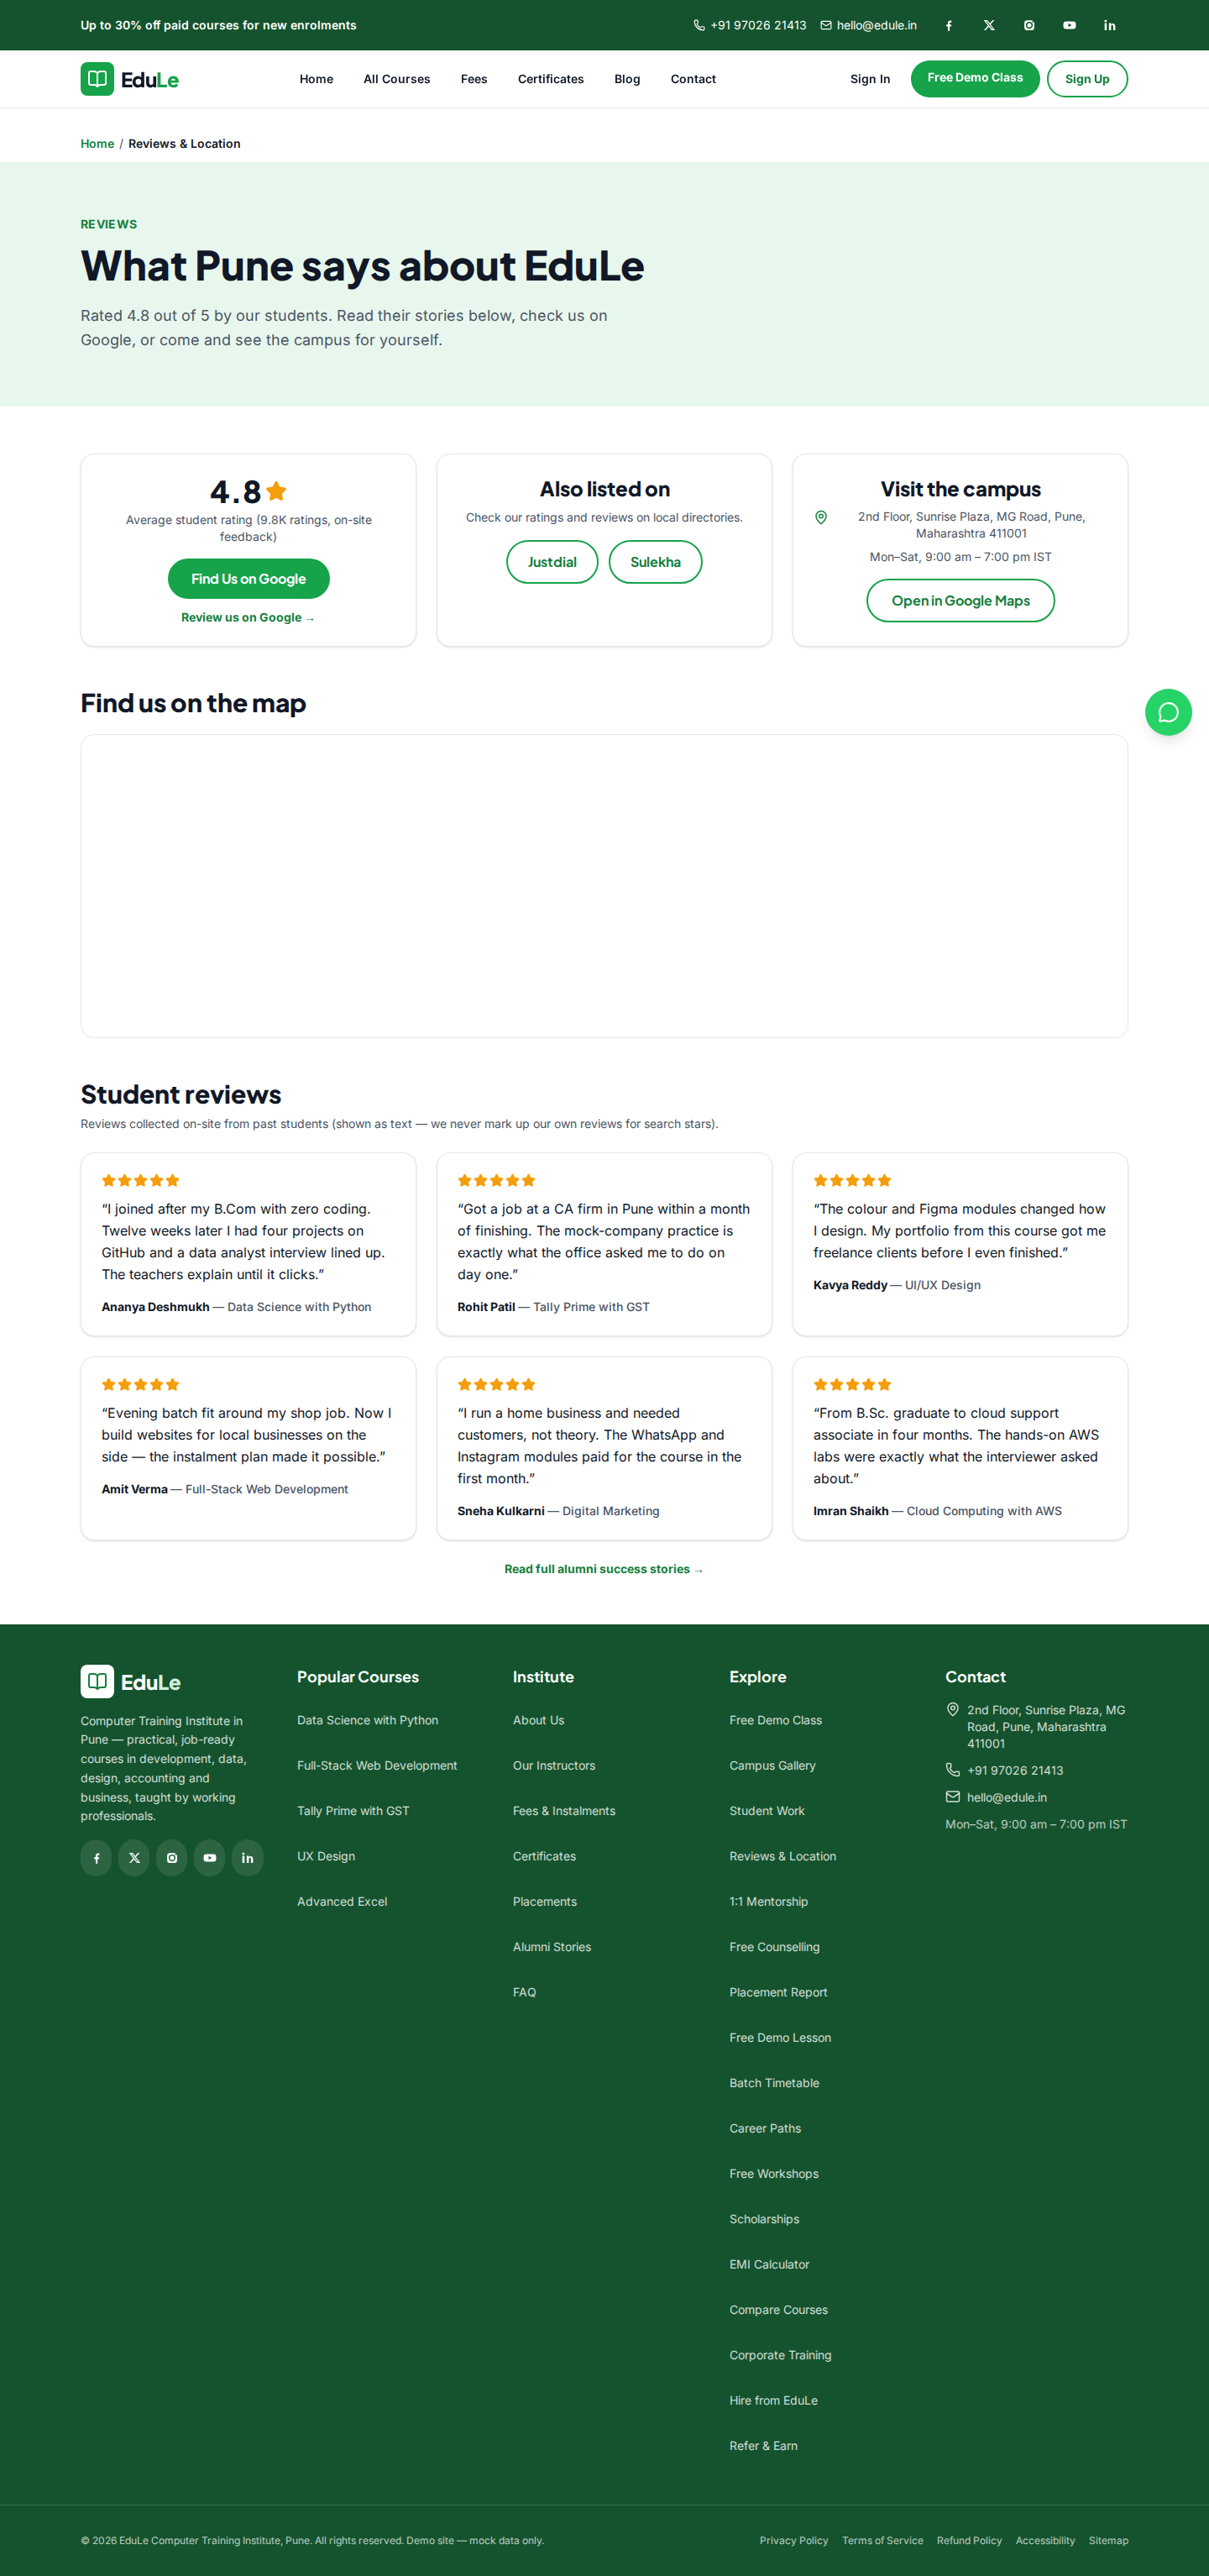 Up to 30% off paid courses for new enrolments
+91 97026 21413
hello@edule.in
EduLe
Home
All Courses
Fees
Certificates
Blog
Contact
Sign In
Free Demo Class
Sign Up
Home / Reviews & Location
REVIEWS
What Pune says about EduLe
Rated 4.8 out of 5 by our students. Read their stories below, check us on
Google, or come and see the campus for yourself.
4.8
Average student rating (9.8K ratings, on-site
feedback)
Find Us on Google
Review us on Google →
Also listed on
Check our ratings and reviews on local directories.
Justdial
Sulekha
Visit the campus
2nd Floor, Sunrise Plaza, MG Road, Pune,
Maharashtra 411001
Mon–Sat, 9:00 am – 7:00 pm IST
Open in Google Maps
Find us on the map
Student reviews
Reviews collected on-site from past students (shown as text — we never mark up our own reviews for search stars).
“I joined after my B.Com with zero coding.
Twelve weeks later I had four projects on
GitHub and a data analyst interview lined up.
The teachers explain until it clicks.”
Ananya Deshmukh — Data Science with Python
“Got a job at a CA firm in Pune within a month
of finishing. The mock-company practice is
exactly what the office asked me to do on
day one.”
Rohit Patil — Tally Prime with GST
“The colour and Figma modules changed how
I design. My portfolio from this course got me
freelance clients before I even finished.”
Kavya Reddy — UI/UX Design
“Evening batch fit around my shop job. Now I
build websites for local businesses on the
side — the instalment plan made it possible.”
Amit Verma — Full-Stack Web Development
“I run a home business and needed
customers, not theory. The WhatsApp and
Instagram modules paid for the course in the
first month.”
Sneha Kulkarni — Digital Marketing
“From B.Sc. graduate to cloud support
associate in four months. The hands-on AWS
labs were exactly what the interviewer asked
about.”
Imran Shaikh — Cloud Computing with AWS
Read full alumni success stories →
EduLe
Computer Training Institute in
Pune — practical, job-ready
courses in development, data,
design, accounting and
business, taught by working
professionals.
Popular Courses
Data Science with Python
Full-Stack Web Development
Tally Prime with GST
UX Design
Advanced Excel
Institute
About Us
Our Instructors
Fees & Instalments
Certificates
Placements
Alumni Stories
FAQ
Explore
Free Demo Class
Campus Gallery
Student Work
Reviews & Location
1:1 Mentorship
Free Counselling
Placement Report
Free Demo Lesson
Batch Timetable
Career Paths
Free Workshops
Scholarships
EMI Calculator
Compare Courses
Corporate Training
Hire from EduLe
Refer & Earn
Contact
2nd Floor, Sunrise Plaza, MG
Road, Pune, Maharashtra
411001
+91 97026 21413
hello@edule.in
Mon–Sat, 9:00 am – 7:00 pm IST
© 2026 EduLe Computer Training Institute, Pune. All rights reserved. Demo site — mock data only.
Privacy Policy
Terms of Service
Refund Policy
Accessibility
Sitemap